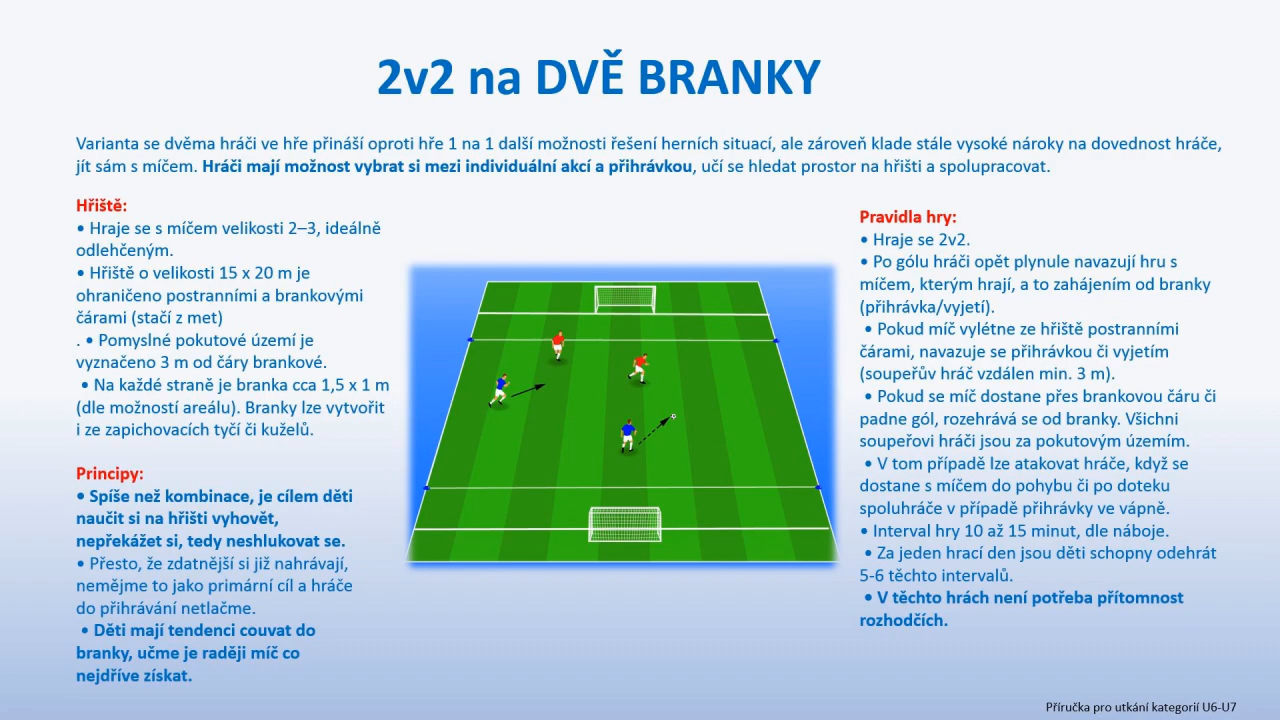 2v2 na DVĚ BRANKY
Varianta se dvěma hráči ve hře přináší oproti hře 1 na 1 další možnosti řešení herních situací, ale zároveň klade stále vysoké nároky na dovednost hráče,
jít sám s míčem. Hráči mají možnost vybrat si mezi individuální akcí a přihrávkou, učí se hledat prostor na hřišti a spolupracovat.
Hřiště:
• Hraje se s míčem velikosti 2–3, ideálně
odlehčeným.
• Hřiště o velikosti 15 x 20 m je
ohraničeno postranními a brankovými
čárami (stačí z met)
. • Pomyslné pokutové území je
vyznačeno 3 m od čáry brankové.
• Na každé straně je branka cca 1,5 x 1 m
(dle možností areálu). Branky lze vytvořit
i ze zapichovacích tyčí či kuželů.
Principy:
• Spíše než kombinace, je cílem děti
naučit si na hřišti vyhovět,
nepřekážet si, tedy neshlukovat se.
• Přesto, že zdatnější si již nahrávají,
nemějme to jako primární cíl a hráče
do přihrávání netlačme.
• Děti mají tendenci couvat do
branky, učme je raději míč co
nejdříve získat.
Pravidla hry:
• Hraje se 2v2.
• Po gólu hráči opět plynule navazují hru s
míčem, kterým hrají, a to zahájením od branky
(přihrávka/vyjetí).
• Pokud míč vylétne ze hřiště postranními
čárami, navazuje se přihrávkou či vyjetím
(soupeřův hráč vzdálen min. 3 m).
• Pokud se míč dostane přes brankovou čáru či
padne gól, rozehrává se od branky. Všichni
soupeřovi hráči jsou za pokutovým územím.
• V tom případě lze atakovat hráče, když se
dostane s míčem do pohybu či po doteku
spoluhráče v případě přihrávky ve vápně.
• Interval hry 10 až 15 minut, dle náboje.
• Za jeden hrací den jsou děti schopny odehrát
5-6 těchto intervalů.
• V těchto hrách není potřeba přítomnost
rozhodčích.
Příručka pro utkání kategorií U6-U7